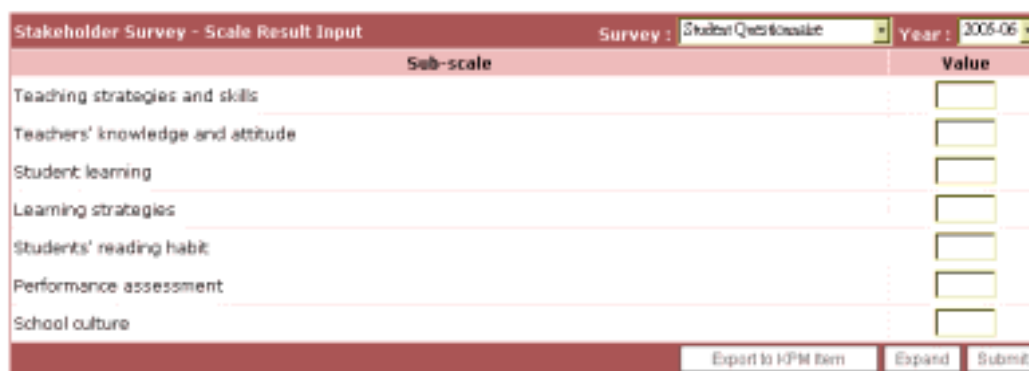 Stakeholder Survey - Scale Result Input Survey : Student Questionnaire Year : 2005-06
Sub-scale Value
Teaching strategies and skills
Teachers' knowledge and attitude
Student learning
Learning strategies
Students' reading habit
Performance assessment
School culture
Export to KPM Item Expand Submit